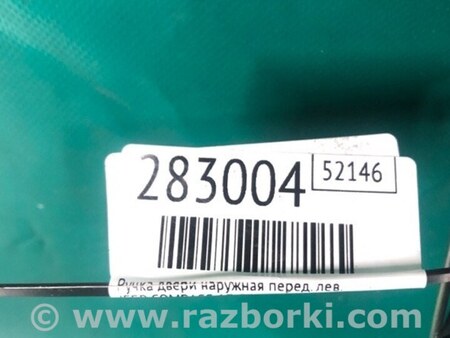 283004
52146
Ручка двери наружная перед. лев.
www.razborki.com